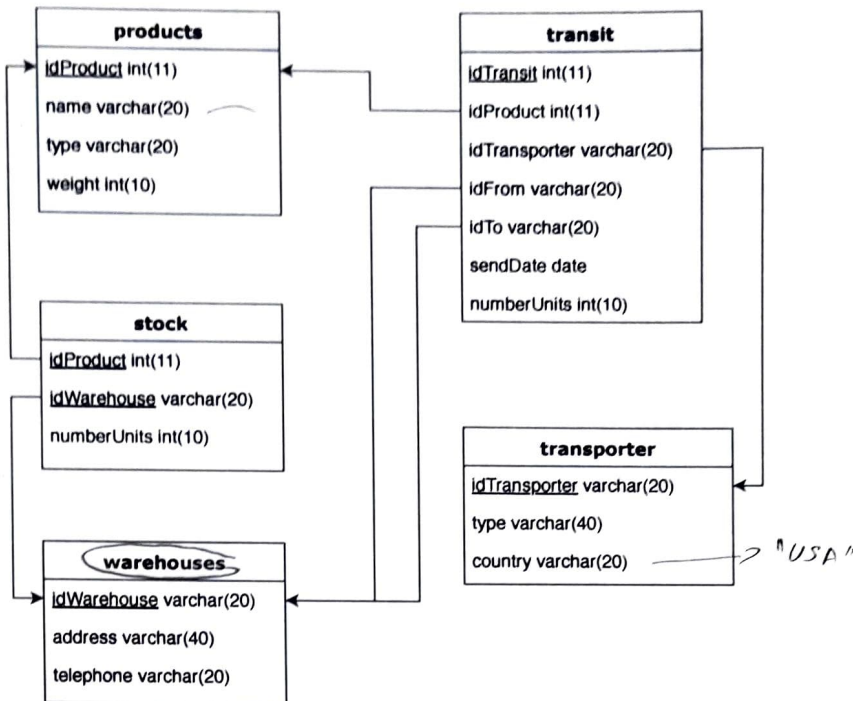 products
idProduct int(11)
name varchar(20)
type varchar(20)
weight int(10)
transit
idTransit int(11)
idProduct int(11)
idTransporter varchar(20)
idFrom varchar(20)
idTo varchar(20)
sendDate date
numberUnits int(10)
stock
idProduct int(11)
idWarehouse varchar(20)
numberUnits int(10)
transporter
idTransporter varchar(20)
type varchar(40)
country varchar(20)
"USA"
warehouses
idWarehouse varchar(20)
address varchar(40)
telephone varchar(20)